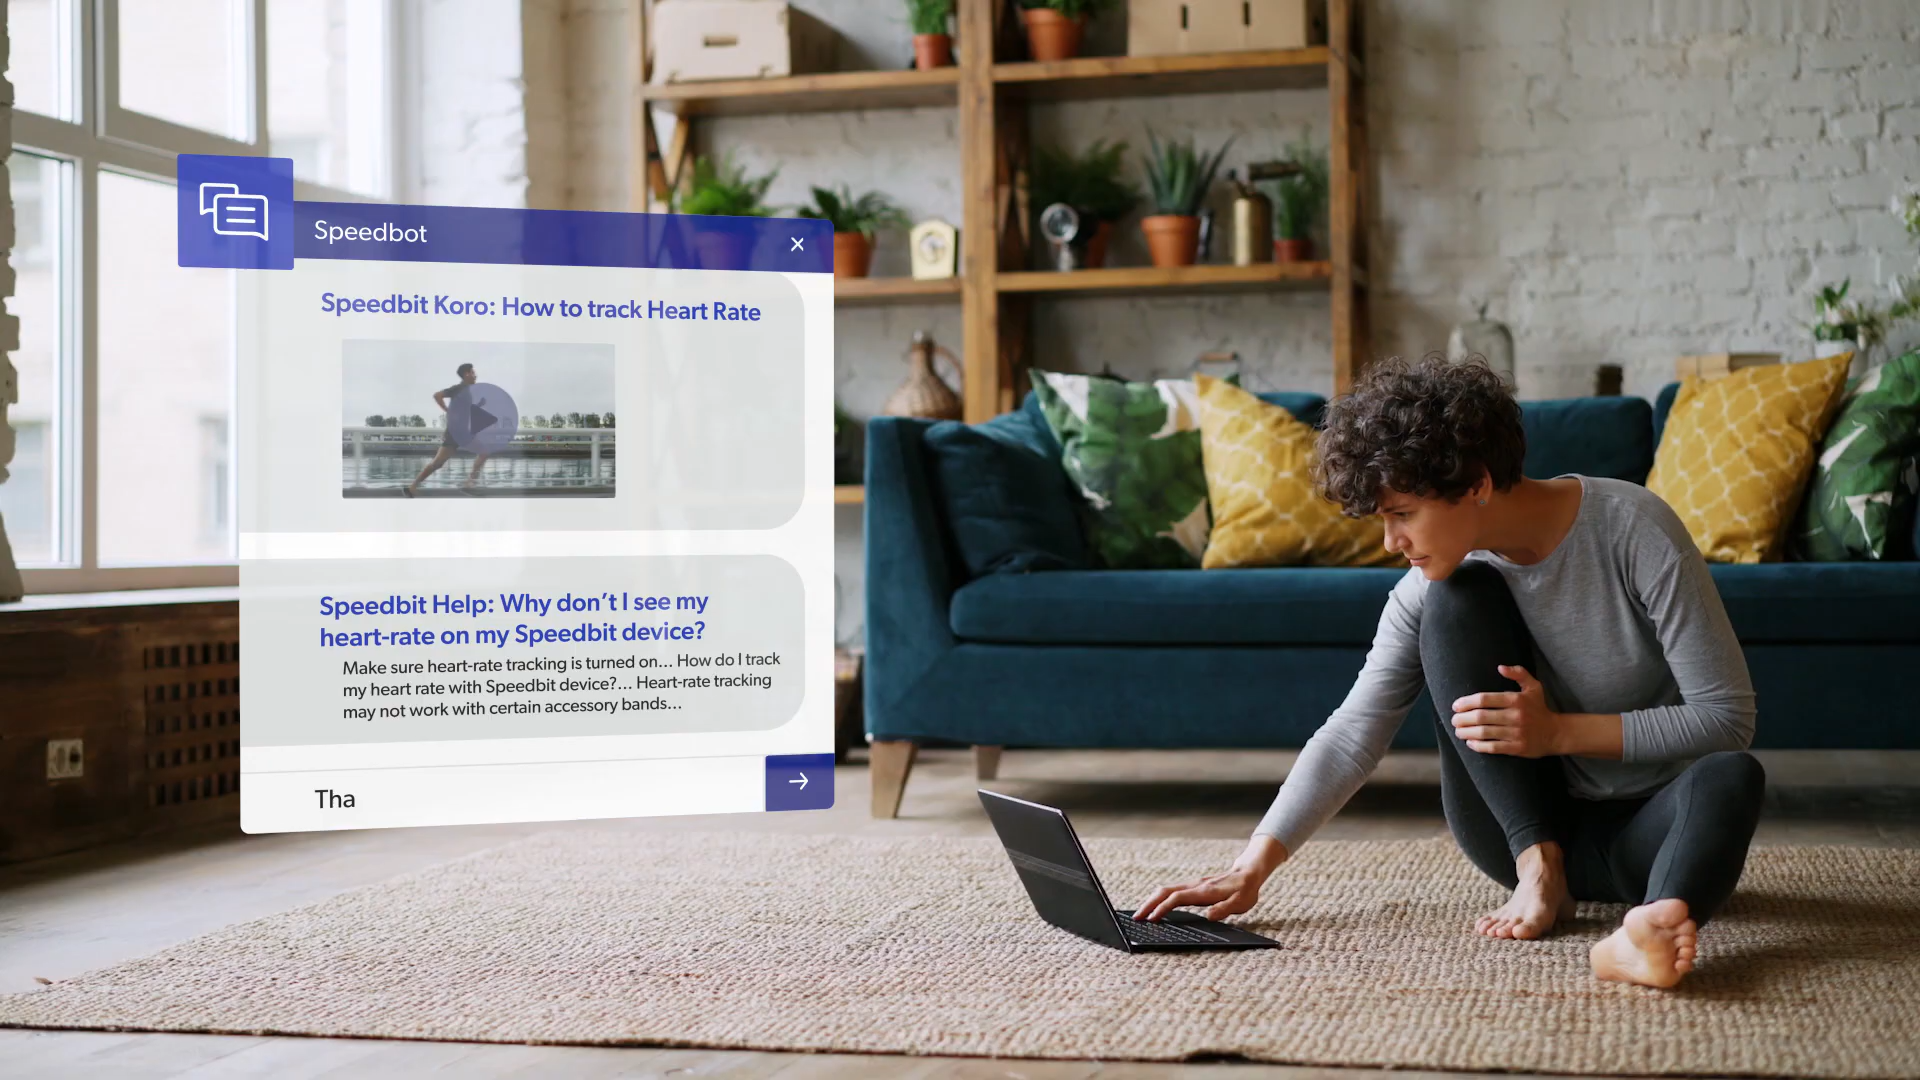 Speedbot
Speedbit Koro: How to track Heart Rate
Speedbit Help: Why don't I see my
heart-rate on my Speedbit device?
Make sure heart-rate tracking is turned on... How do I track
my heart rate with Speedbit device?... Heart-rate tracking
may not work with certain accessory bands...
Tha